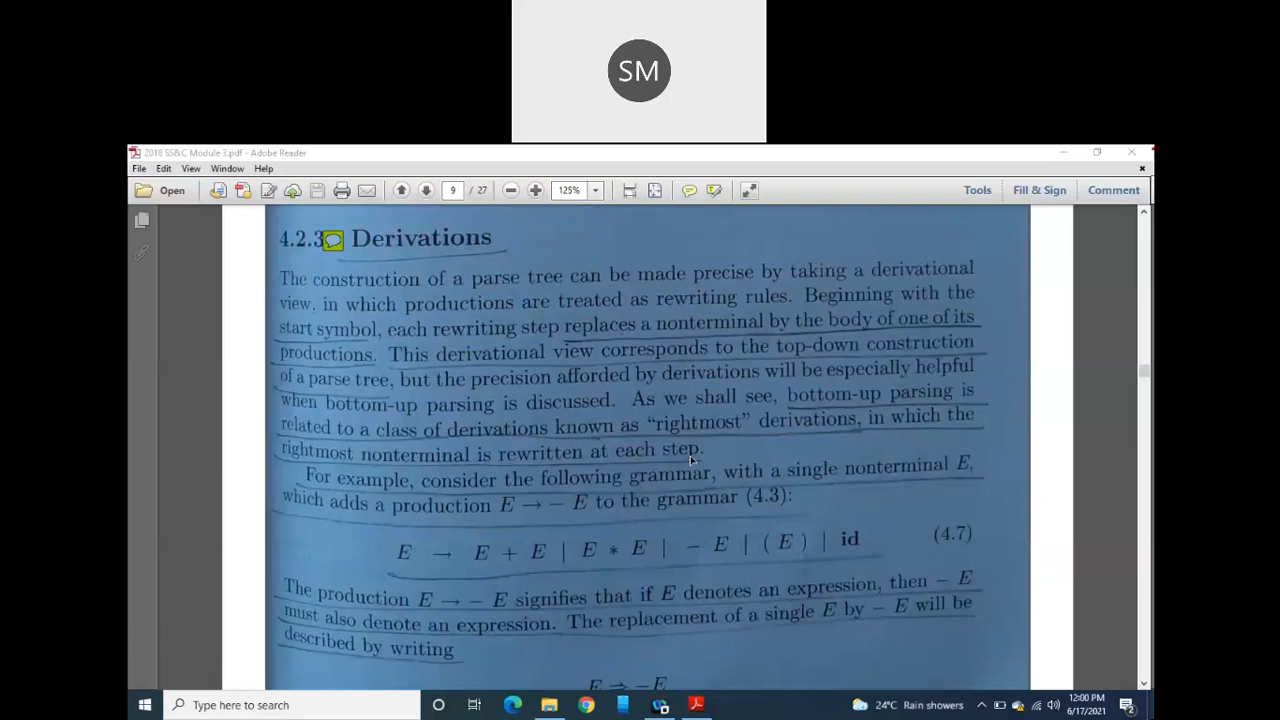 SM
2018 SS&C Module 3.pdf - Adobe Reader
File Edit View Window Help
Open 9 / 27 125% Tools Fill & Sign Comment
4.2.3 Derivations
The construction of a parse tree can be made precise by taking a derivational
view, in which productions are treated as rewriting rules. Beginning with the
start symbol, each rewriting step replaces a nonterminal by the body of one of its
productions. This derivational view corresponds to the top-down construction
of a parse tree, but the precision afforded by derivations will be especially helpful
when bottom-up parsing is discussed. As we shall see, bottom-up parsing is
related to a class of derivations known as “rightmost” derivations, in which the
rightmost nonterminal is rewritten at each step.
For example, consider the following grammar, with a single nonterminal E,
which adds a production E → − E to the grammar (4.3):
E → E + E | E * E | − E | ( E ) | id (4.7)
The production E → − E signifies that if E denotes an expression, then − E
must also denote an expression. The replacement of a single E by − E will be
described by writing
E ⇒ −E
Type here to search
24°C Rain showers
12:00 PM
6/17/2021
2